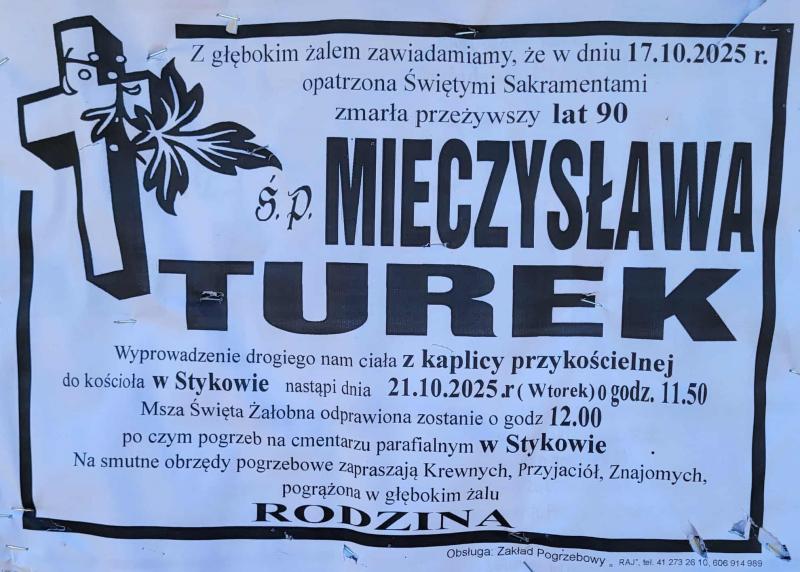 Z głębokim żalem zawiadamiamy, że w dniu 17.10.2025 r.
opatrzona Świętymi Sakramentami
zmarła przeżywszy lat 90
Ś.P. MIECZYSŁAWA
TUREK
Wyprowadzenie drogiego nam ciała z kaplicy przykościelnej
do kościoła w Stykowie nastąpi dnia 21.10.2025.r ( Wtorek) o godz. 11.50
Msza Święta Żałobna odprawiona zostanie o godz 12.00
po czym pogrzeb na cmentarzu parafialnym w Stykowie .
Na smutne obrzędy pogrzebowe zapraszają Krewnych, Przyjaciół, Znajomych,
pogrążona w głębokim żalu
RODZINA
Obsługa: Zakład Pogrzebowy „ RAJ", tel. 41 273 26 10, 606 914 989